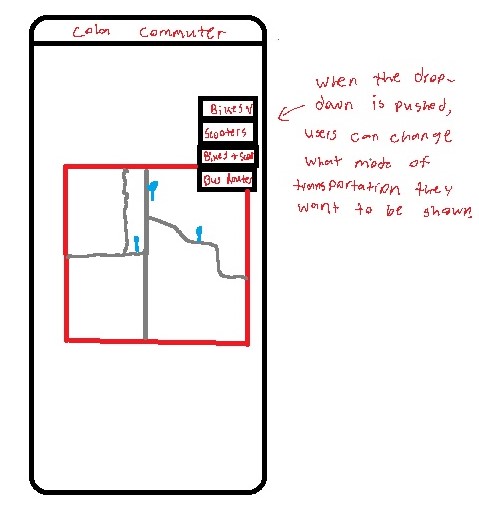 Colon Commuter
Bikes v
Scooters
Bikes + Scoot
Bus Routes
When the drop-
down is pushed,
users can change
what mode of
transportation they
want to be shown